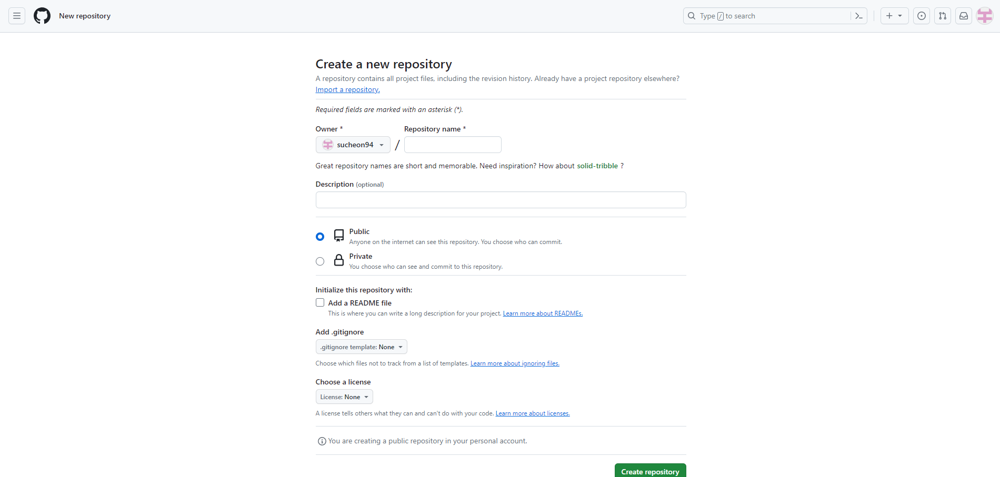 New repository
Type / to search
Create a new repository
A repository contains all project files, including the revision history. Already have a project repository elsewhere?
Import a repository.
Required fields are marked with an asterisk (*).
Owner * Repository name *
sucheon94 /
Great repository names are short and memorable. Need inspiration? How about solid-tribble ?
Description (optional)
Public
Anyone on the internet can see this repository. You choose who can commit.
Private
You choose who can see and commit to this repository.
Initialize this repository with:
Add a README file
This is where you can write a long description for your project. Learn more about READMEs.
Add .gitignore
.gitignore template: None
Choose which files not to track from a list of templates. Learn more about ignoring files.
Choose a license
License: None
A license tells others what they can and can't do with your code. Learn more about licenses.
You are creating a public repository in your personal account.
Create repository